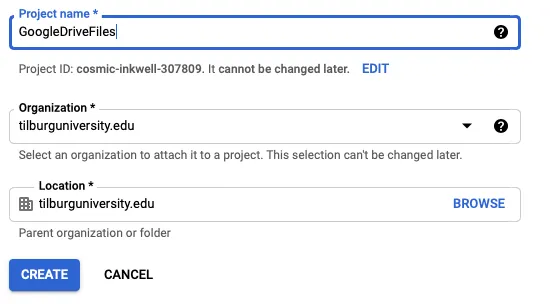 Project name *
GoogleDriveFiles
Project ID: cosmic-inkwell-307809. It cannot be changed later. EDIT
Organization *
tilburguniversity.edu
Select an organization to attach it to a project. This selection can't be changed later.
Location *
tilburguniversity.edu BROWSE
Parent organization or folder
CREATE CANCEL